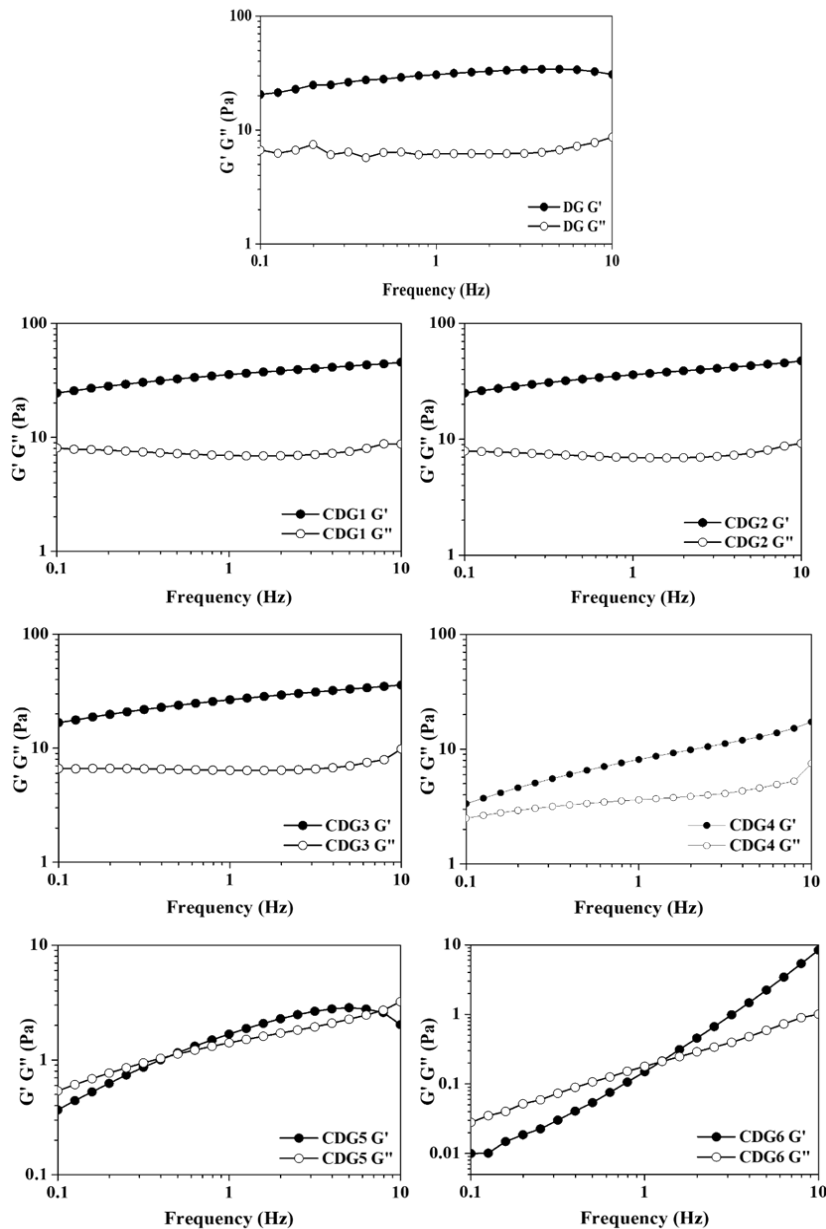 100
10
1
G' G" (Pa)
DG G'
DG G"
0.1 1 10
Frequency (Hz)
100
10
1
G' G" (Pa)
CDG1 G'
CDG1 G"
0.1 1 10
Frequency (Hz)
100
10
1
G' G" (Pa)
CDG2 G'
CDG2 G"
0.1 1 10
Frequency (Hz)
100
10
1
G' G" (Pa)
CDG3 G'
CDG3 G"
0.1 1 10
Frequency (Hz)
100
10
1
G' G" (Pa)
CDG4 G'
CDG4 G"
0.1 1 10
Frequency (Hz)
10
1
0.1
G' G" (Pa)
CDG5 G'
CDG5 G"
0.1 1 10
Frequency (Hz)
10
1
0.1
0.01
G' G" (Pa)
CDG6 G'
CDG6 G"
0.1 1 10
Frequency (Hz)